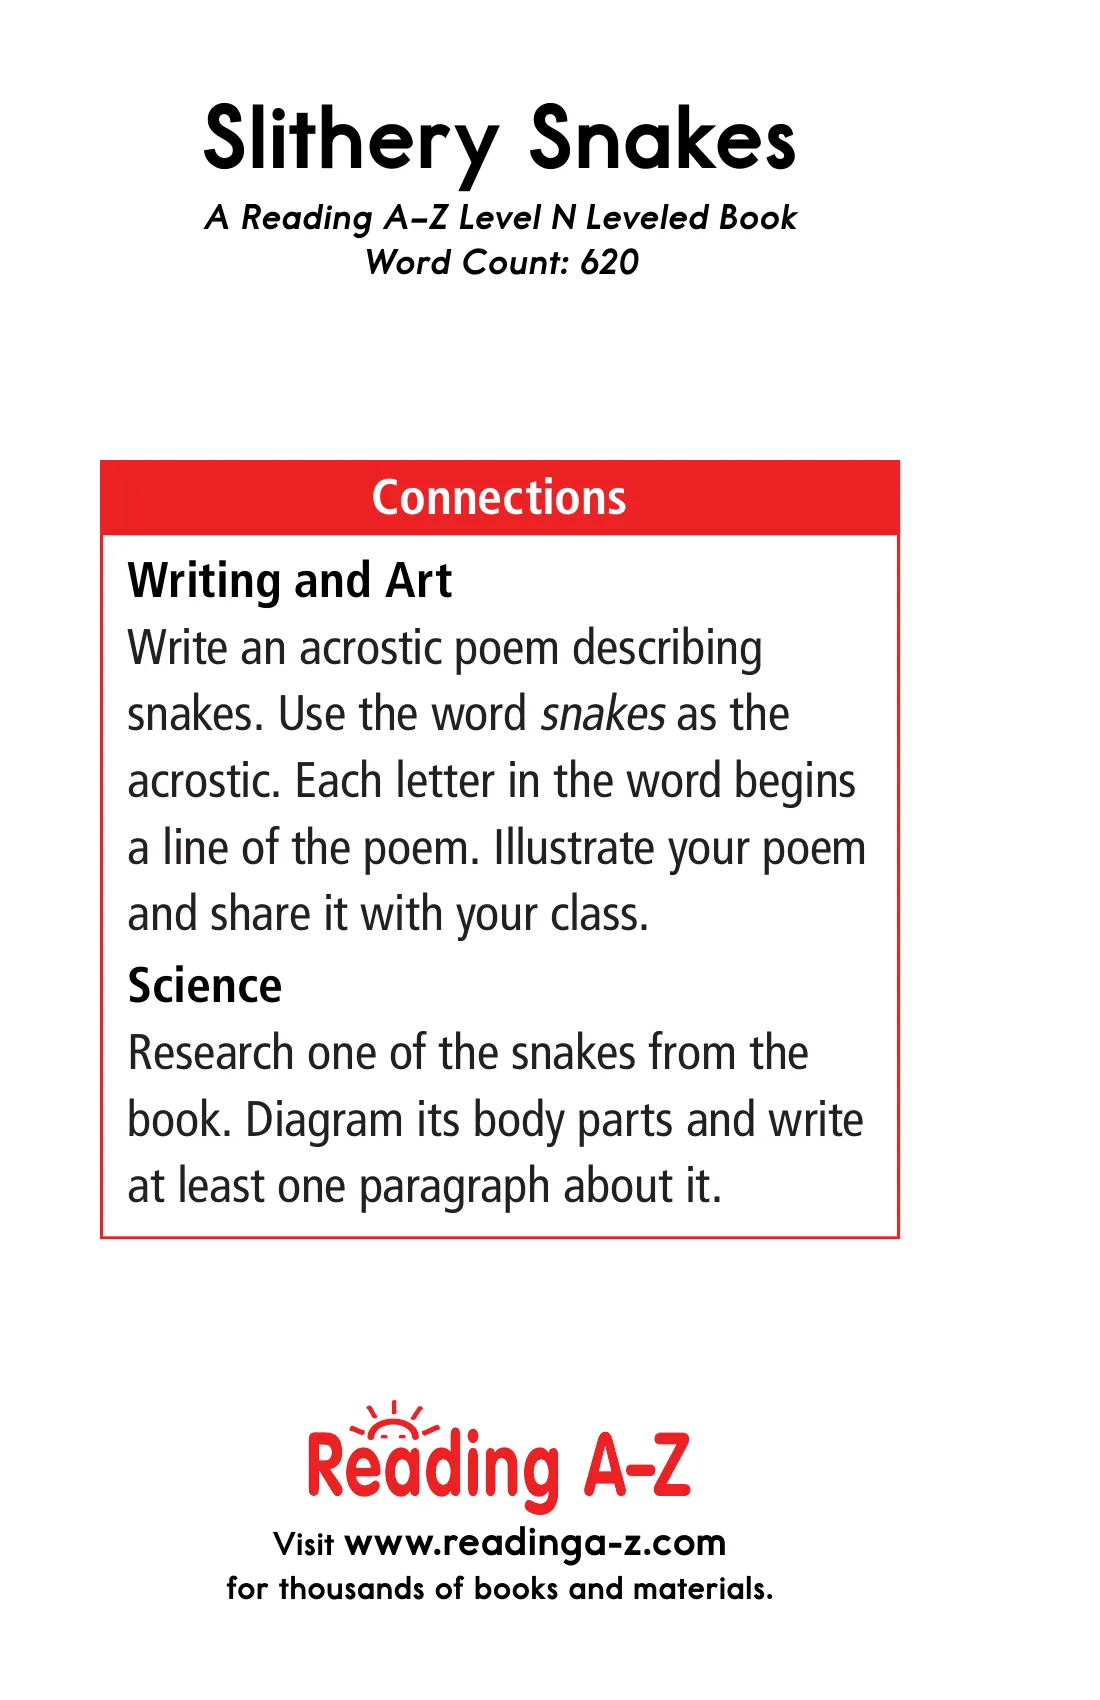 Slithery Snakes
A Reading A–Z Level N Leveled Book
Word Count: 620
Connections
Writing and Art
Write an acrostic poem describing
snakes. Use the word snakes as the
acrostic. Each letter in the word begins
a line of the poem. Illustrate your poem
and share it with your class.
Science
Research one of the snakes from the
book. Diagram its body parts and write
at least one paragraph about it.
Reading A–Z
Visit www.readinga-z.com
for thousands of books and materials.